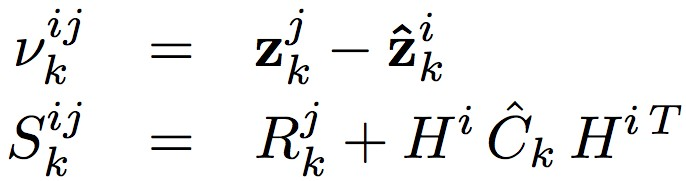 ν_k^{ij} = 𝐳_k^j − 𝐳̂_k^i
S_k^{ij} = R_k^j + H^i Ĉ_k H^{i T}